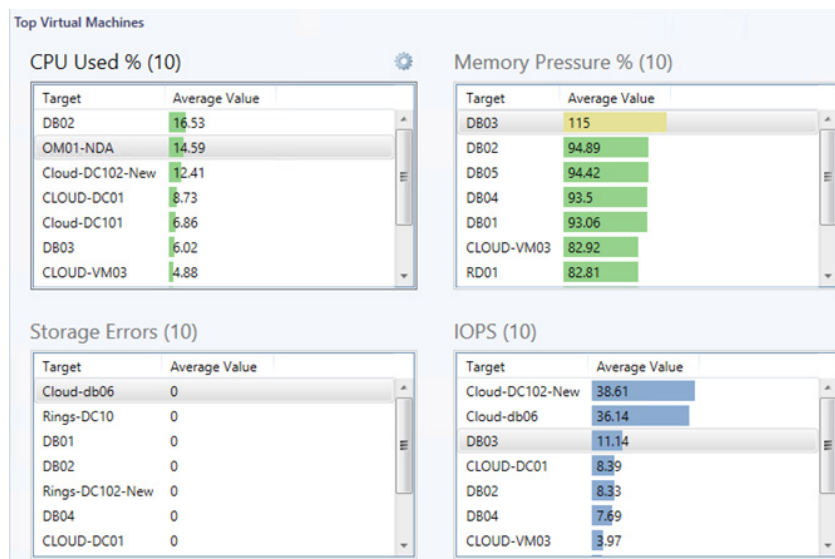 Top Virtual Machines
CPU Used % (10)
Target Average Value
DB02 16.53
OM01-NDA 14.59
Cloud-DC102-New 12.41
CLOUD-DC01 8.73
Cloud-DC101 6.86
DB03 6.02
CLOUD-VM03 4.88
Memory Pressure % (10)
Target Average Value
DB03 115
DB02 94.89
DB05 94.42
DB04 93.5
DB01 93.06
CLOUD-VM03 82.92
RD01 82.81
Storage Errors (10)
Target Average Value
Cloud-db06 0
Rings-DC10 0
DB01 0
DB02 0
Rings-DC102-New 0
DB04 0
CLOUD-DC01 0
IOPS (10)
Target Average Value
Cloud-DC102-New 38.61
Cloud-db06 36.14
DB03 11.14
CLOUD-DC01 8.39
DB02 8.33
DB04 7.69
CLOUD-VM03 3.97